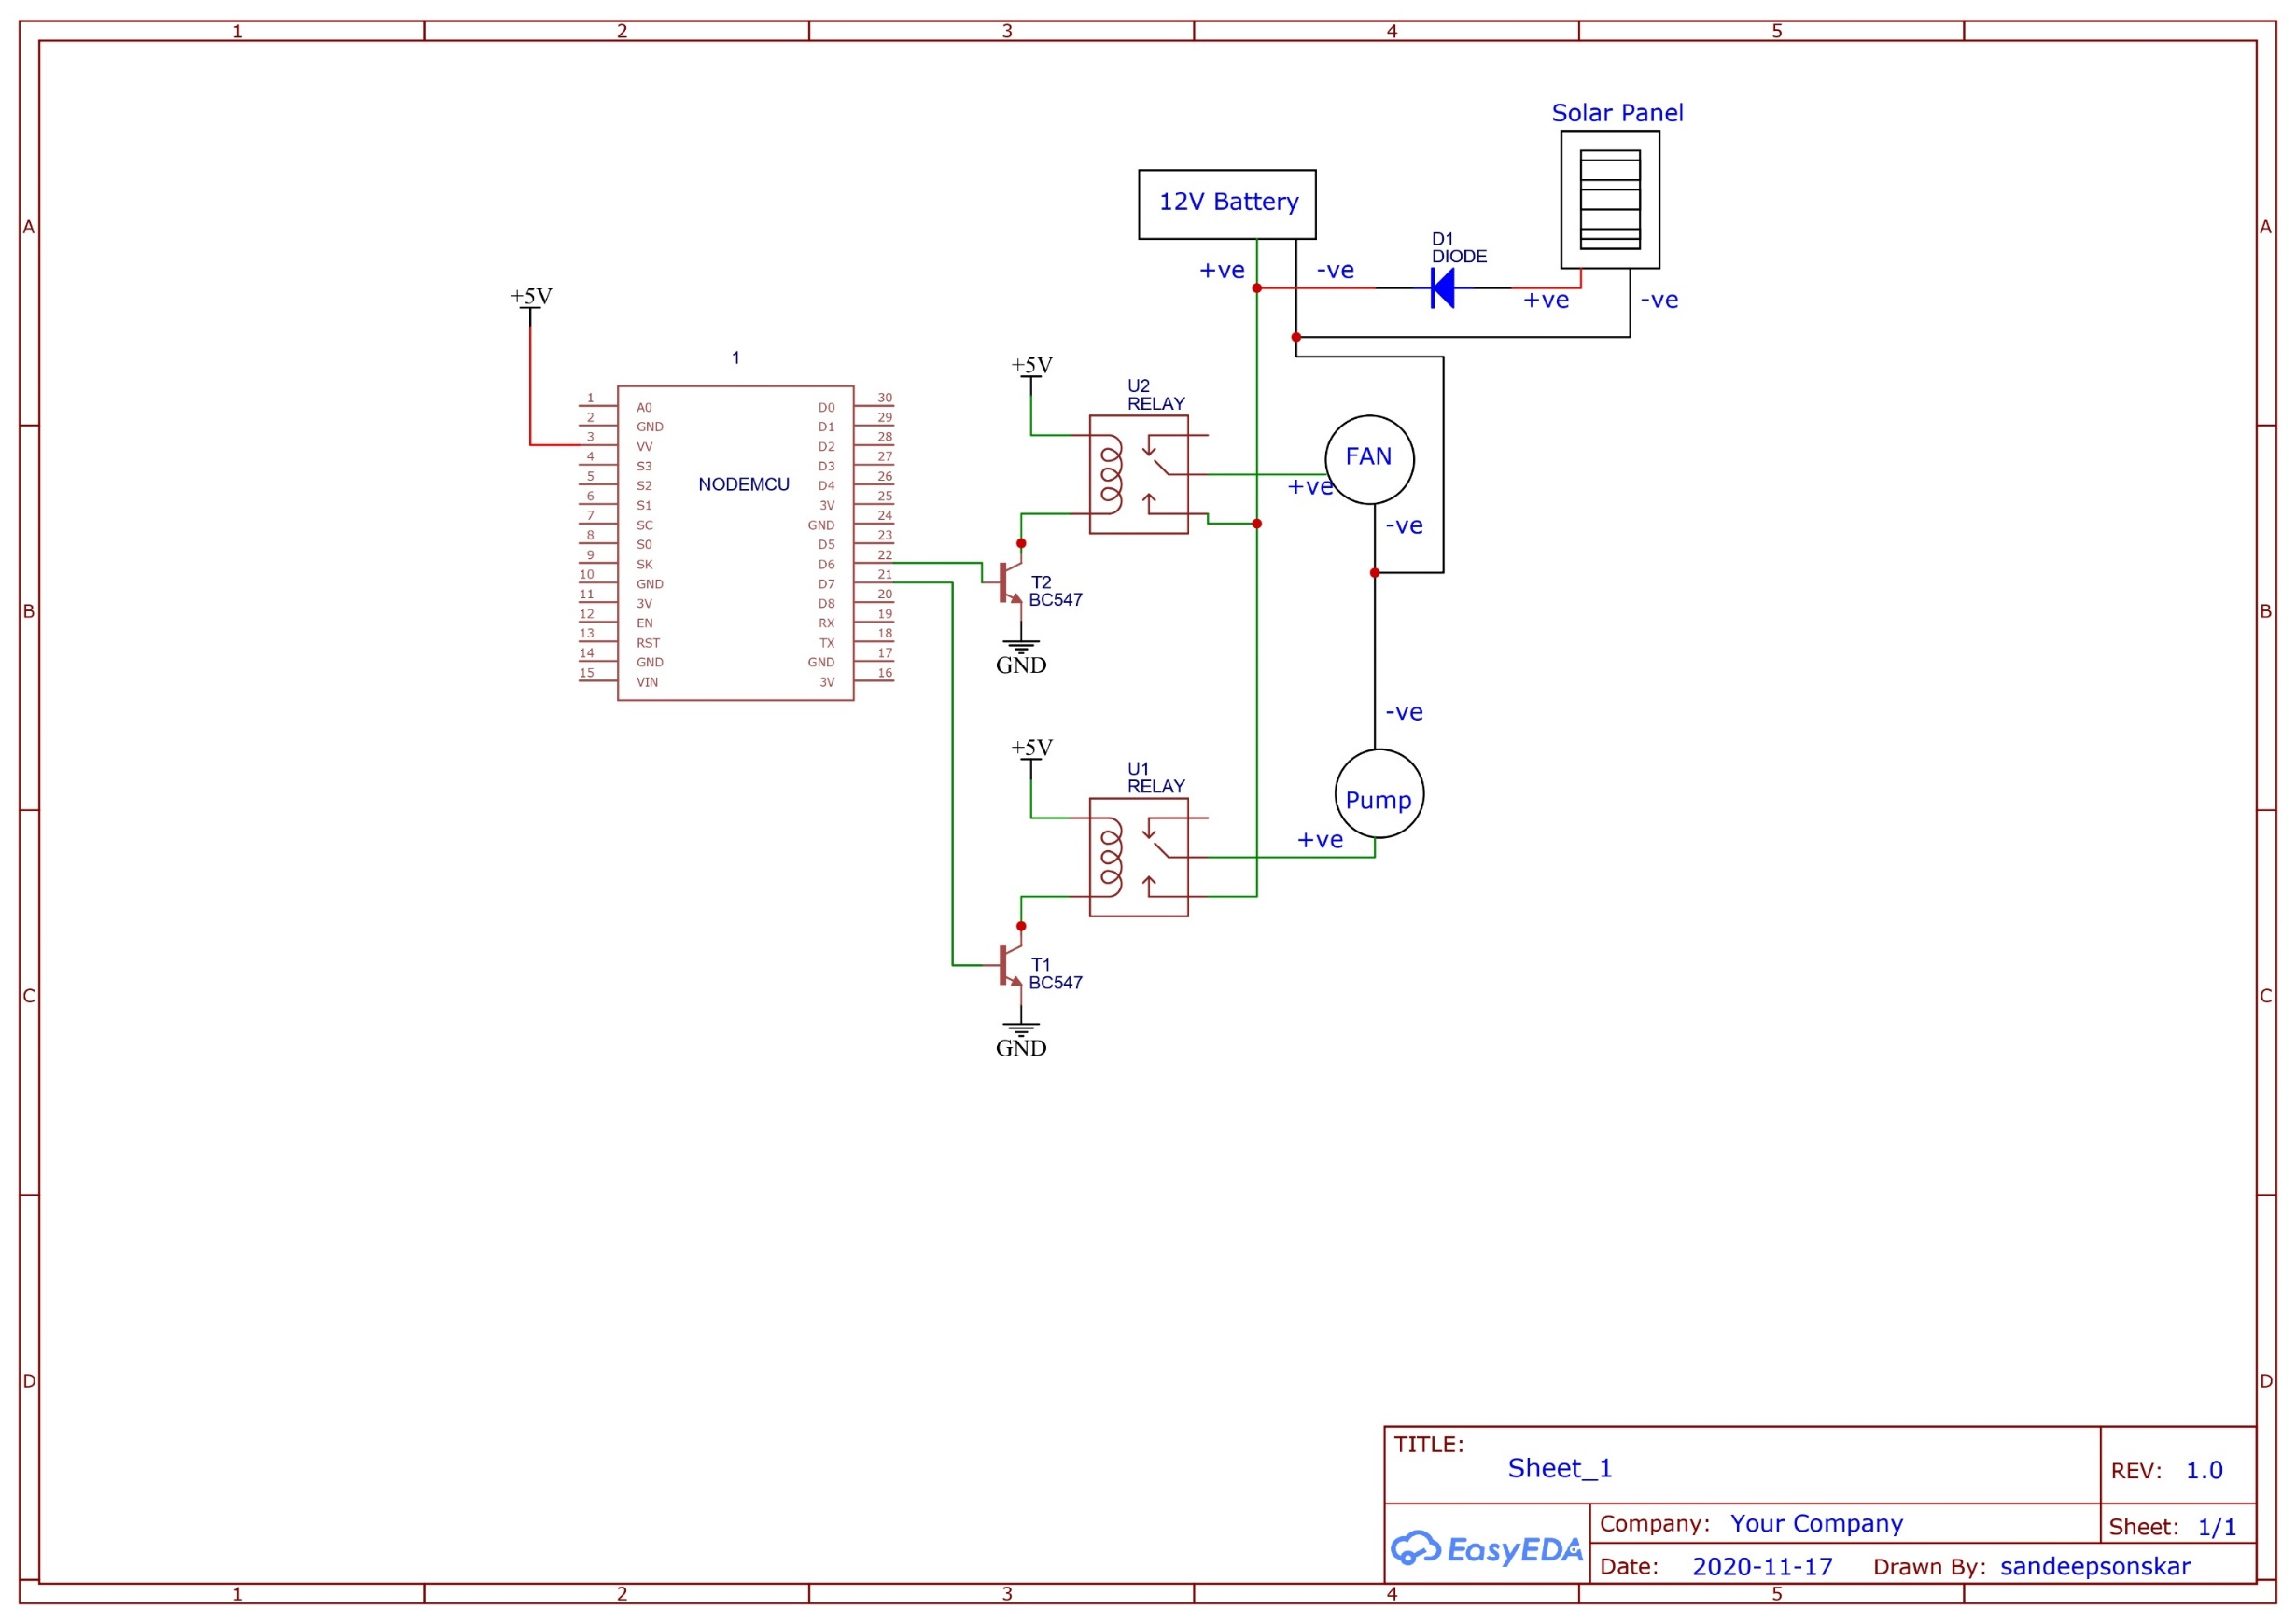 1 2 3 4 5
Solar Panel
12V Battery
A A
D1
DIODE
+ve -ve
+ve -ve
+5V
1
+5V
U2
RELAY
1 A0 D0 30
2 GND D1 29
3 VV D2 28
4 S3 D3 27
5 S2 NODEMCU D4 26
6 S1 3V 25
7 SC GND 24
8 S0 D5 23
9 SK D6 22
10 GND D7 21
11 3V D8 20
12 EN RX 19
13 RST TX 18
14 GND GND 17
15 VIN 3V 16
FAN
+ve
-ve
T2
BC547
B B
GND
-ve
+5V
U1
RELAY
Pump
+ve
T1
BC547
C C
GND
D D
TITLE:
Sheet_1
REV: 1.0
EasyEDA
Company: Your Company
Sheet: 1/1
Date: 2020-11-17 Drawn By: sandeepsonskar
1 2 3 4 5